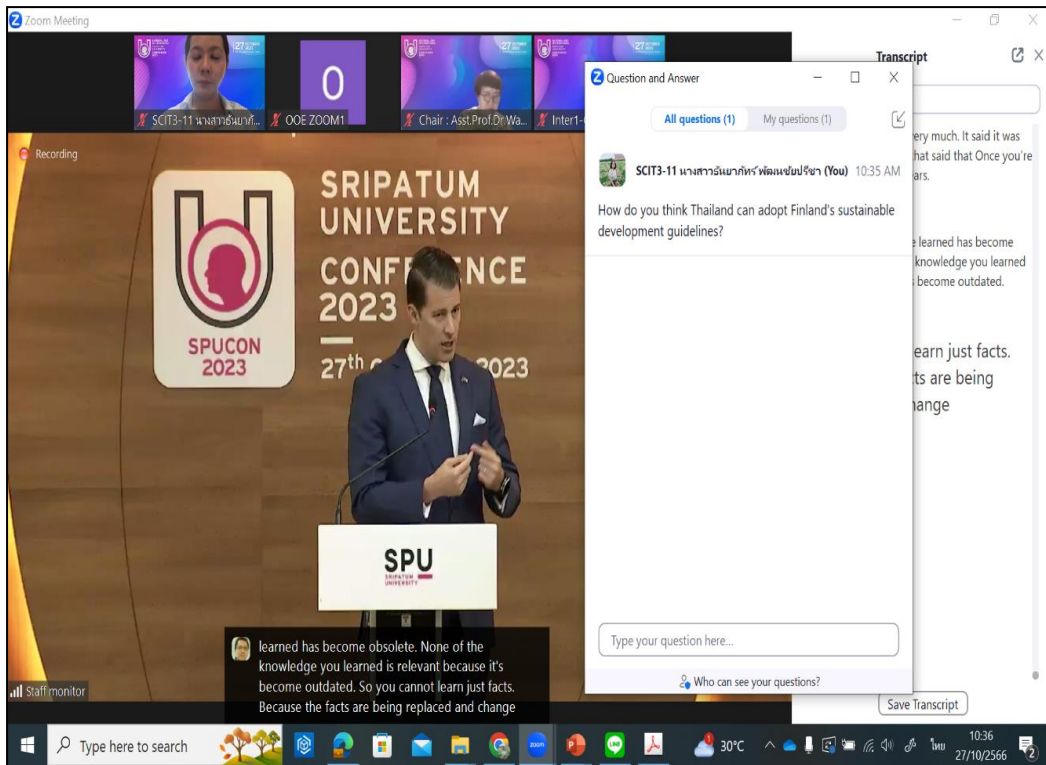 Zoom Meeting
27
SCIT3-11 นางสาวธันยาภั...
O
OOE ZOOM1
27
Chair : Asst.Prof.Dr Wa...
27
Inter1-
Recording
SPUCON
2023
SRIPATUM
UNIVERSITY
CONFERENCE
2023
27th 2023
SPU
SRIPATUM
UNIVERSITY
learned has become obsolete. None of the
knowledge you learned is relevant because it's
become outdated. So you cannot learn just facts.
Because the facts are being replaced and change
Staff monitor
Question and Answer
All questions (1)
My questions (1)
SCIT3-11 นางสาวธันยาภัทร์ พัฒนชัยปรีชา (You) 10:35 AM
How do you think Thailand can adopt Finland's sustainable
development guidelines?
Type your question here...
Who can see your questions?
Transcript
ery much. It said it was
hat said that Once you're
ars.
learned has become
knowledge you learned
become outdated.
earn just facts.
ts are being
hange
Save Transcript
Type here to search
zoom
LINE
30°C
ไทย
10:36
27/10/2566
2